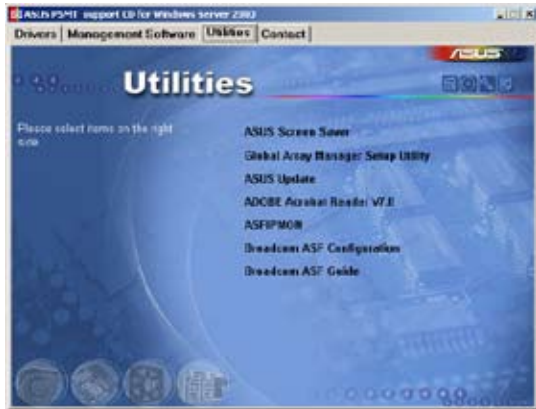 ASUS P5MT support CD for Windows Server 2003
Drivers Management Software Utilities Contact
ASUS
Utilities
Please select items on the right side
ASUS Screen Saver
Global Array Manager Setup Utility
ASUS Update
ADOBE Acrobat Reader V7.0
ASFIPMON
Broadcom ASF Configuration
Broadcom ASF Guide